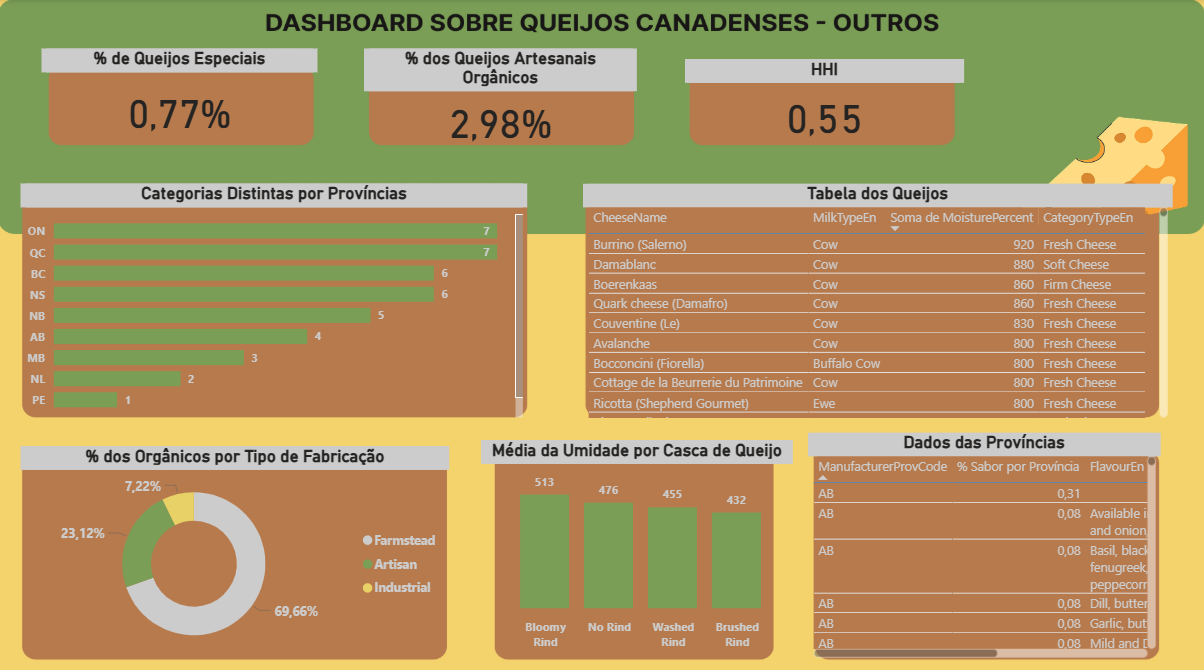 DASHBOARD SOBRE QUEIJOS CANADENSES - OUTROS
% de Queijos Especiais
0,77%
% dos Queijos Artesanais
Orgânicos
2,98%
HHI
0,55
Categorias Distintas por Províncias
ON 7
QC 7
BC 6
NS 6
NB 5
AB 4
MB 3
NL 2
PE 1
Tabela dos Queijos
CheeseName MilkTypeEn Soma de MoisturePercent CategoryTypeEn
Burrino (Salerno) Cow 920 Fresh Cheese
Damablanc Cow 880 Soft Cheese
Boerenkaas Cow 860 Firm Cheese
Quark cheese (Damafro) Cow 860 Fresh Cheese
Couventine (Le) Cow 830 Fresh Cheese
Avalanche Cow 800 Fresh Cheese
Bocconcini (Fiorella) Buffalo Cow 800 Fresh Cheese
Cottage de la Beurrerie du Patrimoine Cow 800 Fresh Cheese
Ricotta (Shepherd Gourmet) Ewe 800 Fresh Cheese
% dos Orgânicos por Tipo de Fabricação
7,22%
23,12%
69,66%
Farmstead
Artisan
Industrial
Média da Umidade por Casca de Queijo
513 476 455 432
Bloomy No Rind Washed Brushed
Rind Rind Rind
Dados das Províncias
ManufacturerProvCode % Sabor por Província FlavourEn
AB 0,31
AB 0,08 Available
and onion,
AB 0,08 Basil, black
fenugreek,
peppecorn
AB 0,08 Dill, butter
AB 0,08 Garlic, but
AB 0,08 Mild and